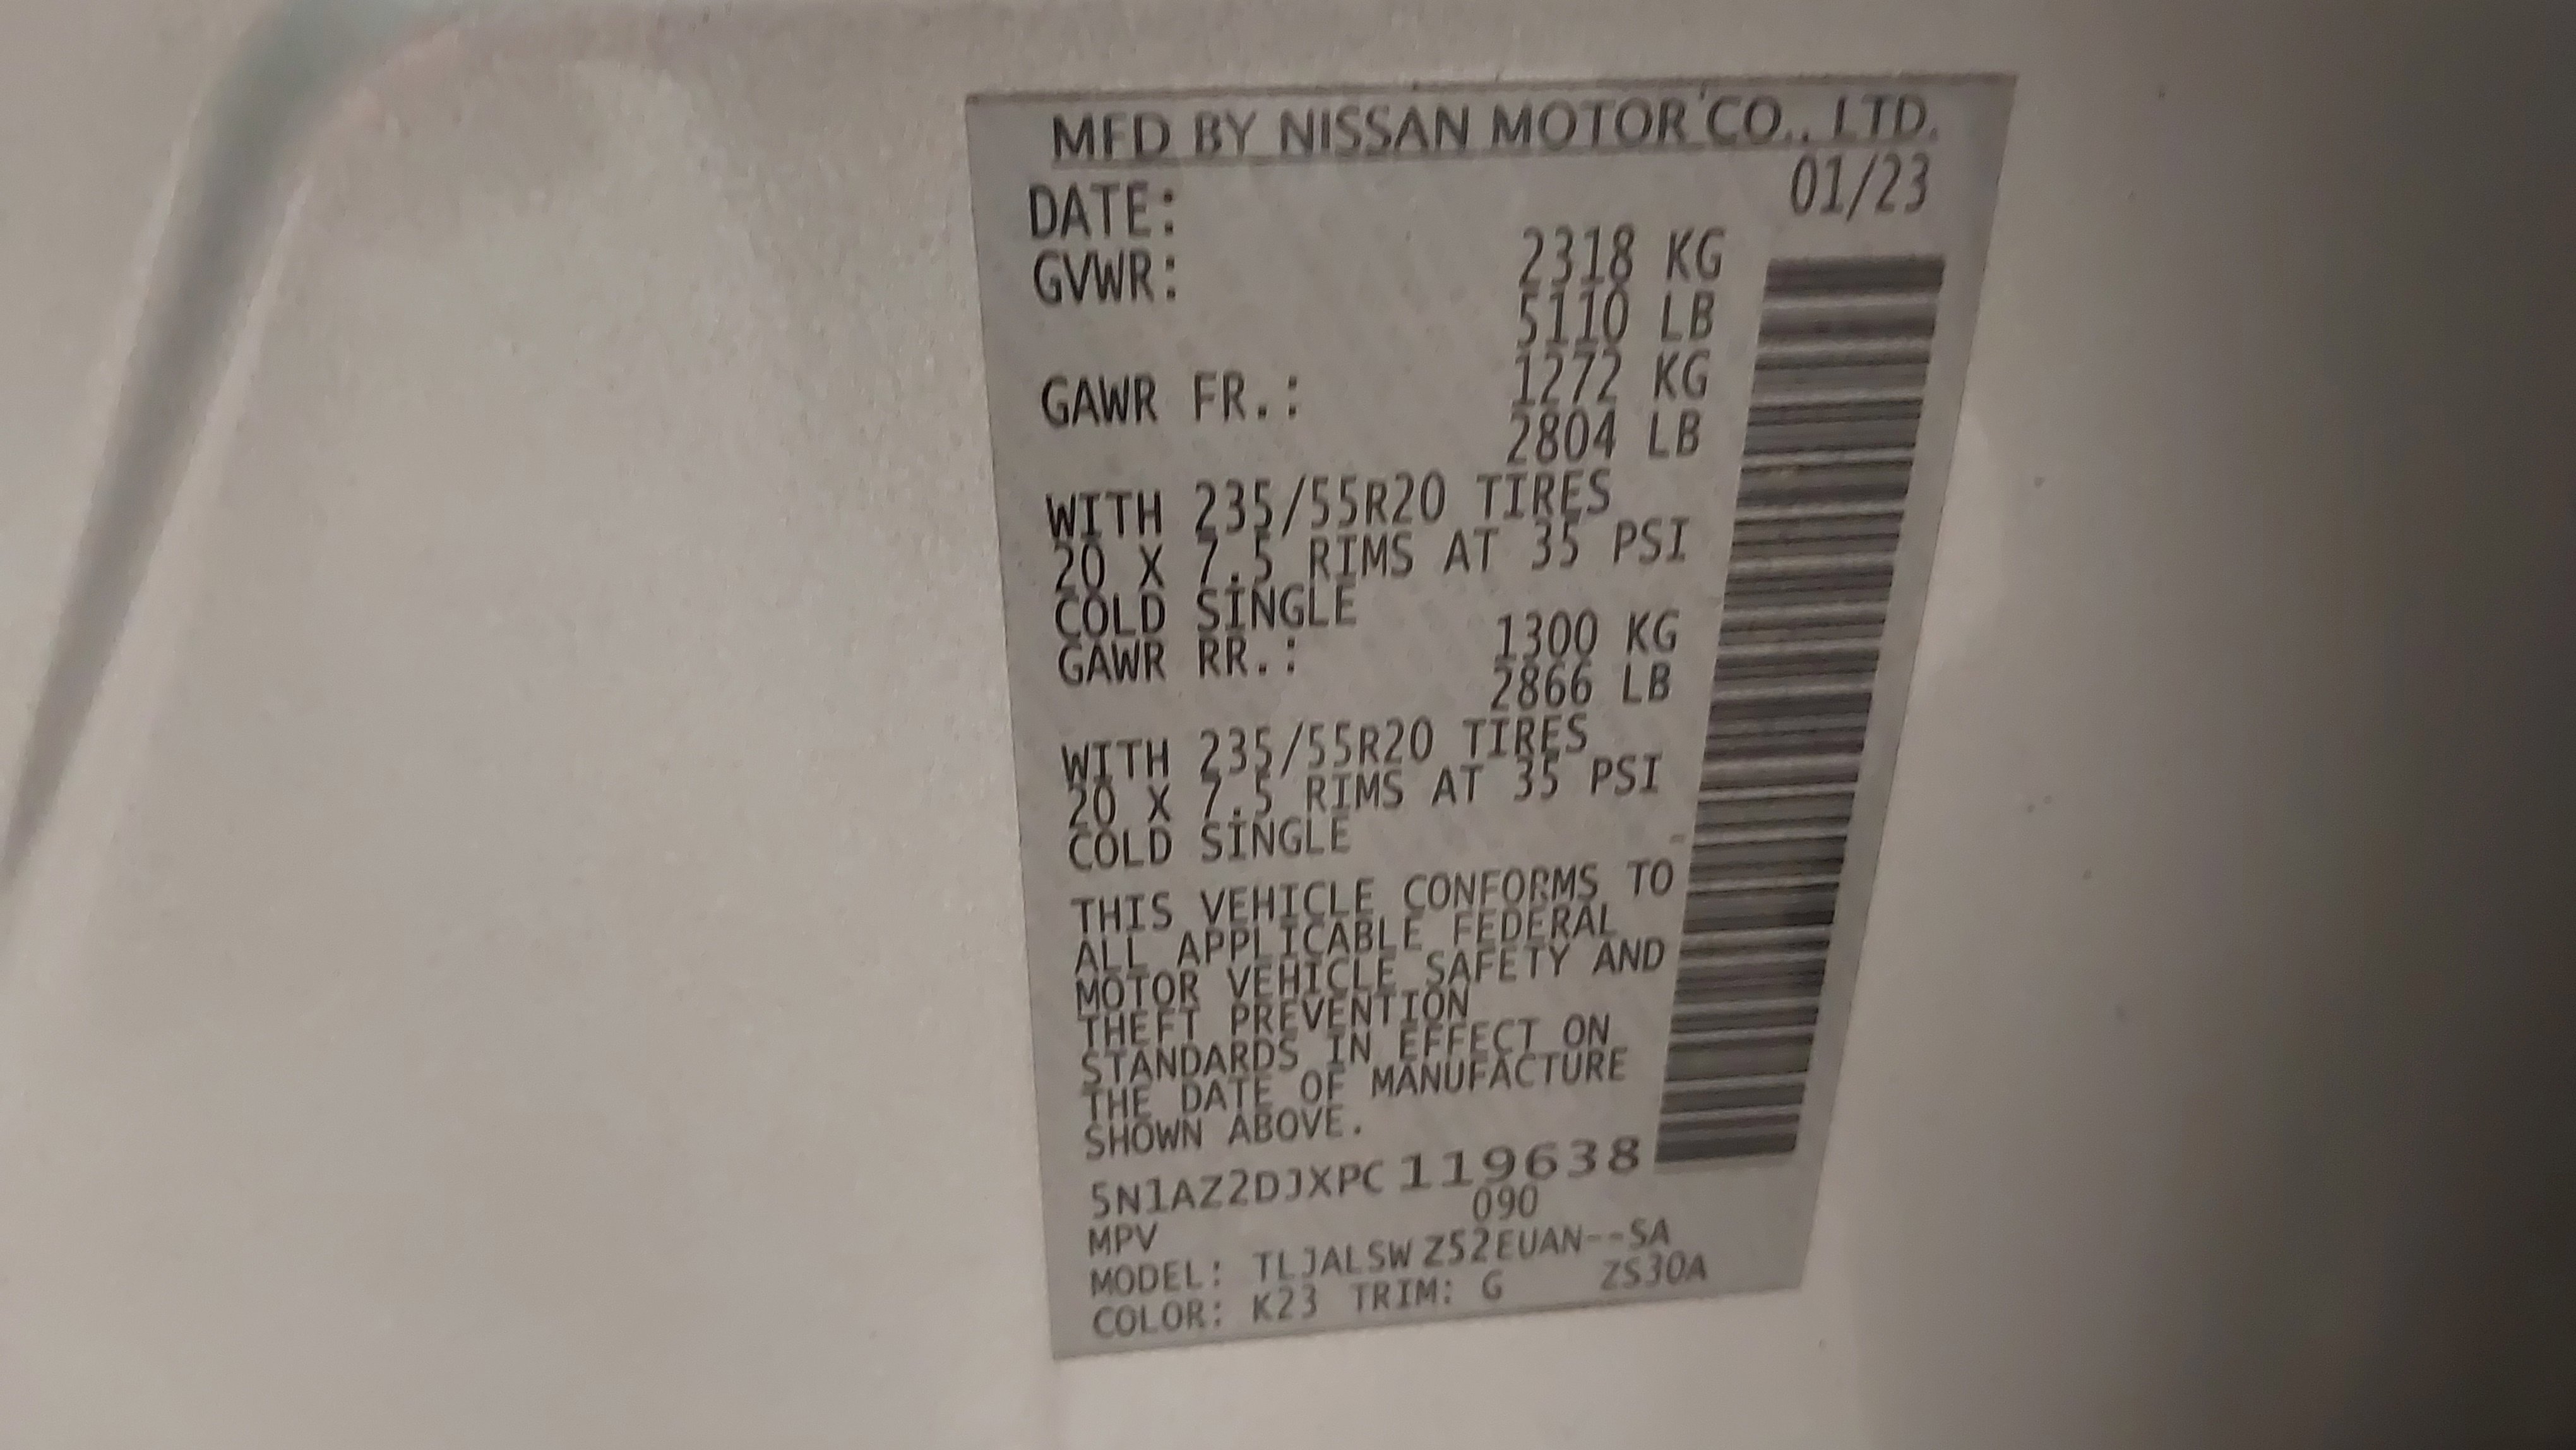 MFD BY NISSAN MOTOR CO., LTD.
DATE: 01/23
GVWR: 2318 KG
5110 LB
GAWR FR.: 1272 KG
2804 LB
WITH 235/55R20 TIRES
20 X 7.5 RIMS AT 35 PSI
COLD SINGLE
GAWR RR.: 1300 KG
2866 LB
WITH 235/55R20 TIRES
20 X 7.5 RIMS AT 35 PSI
COLD SINGLE
THIS VEHICLE CONFORMS TO
ALL APPLICABLE FEDERAL
MOTOR VEHICLE SAFETY AND
THEFT PREVENTION
STANDARDS IN EFFECT ON
THE DATE OF MANUFACTURE
SHOWN ABOVE.
5N1AZ2DJXPC 119638
090
MPV
MODEL: TLJALSW Z52EUAN--SA
COLOR: K23 TRIM: G ZS30A